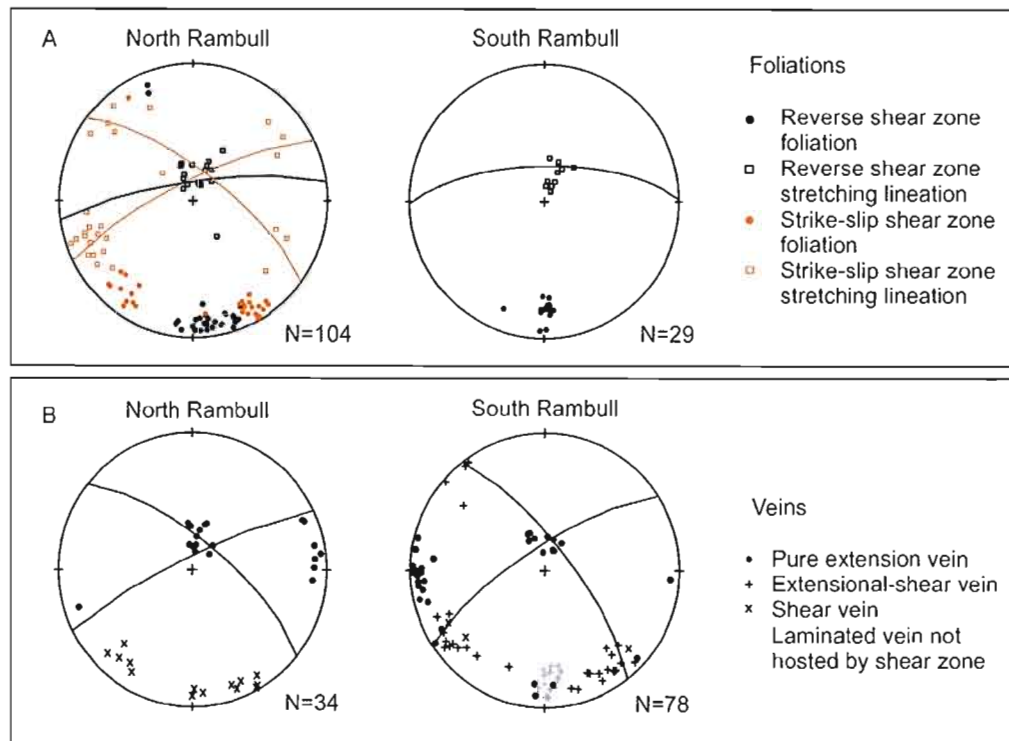 A
North Rambull
South Rambull
N=104
N=29
Foliations
Reverse shear zone
foliation
Reverse shear zone
stretching lineation
Strike-slip shear zone
foliation
Strike-slip shear zone
stretching lineation
B
North Rambull
South Rambull
N=34
N=78
Veins
Pure extension vein
Extensional-shear vein
Shear vein
Laminated vein not
hosted by shear zone